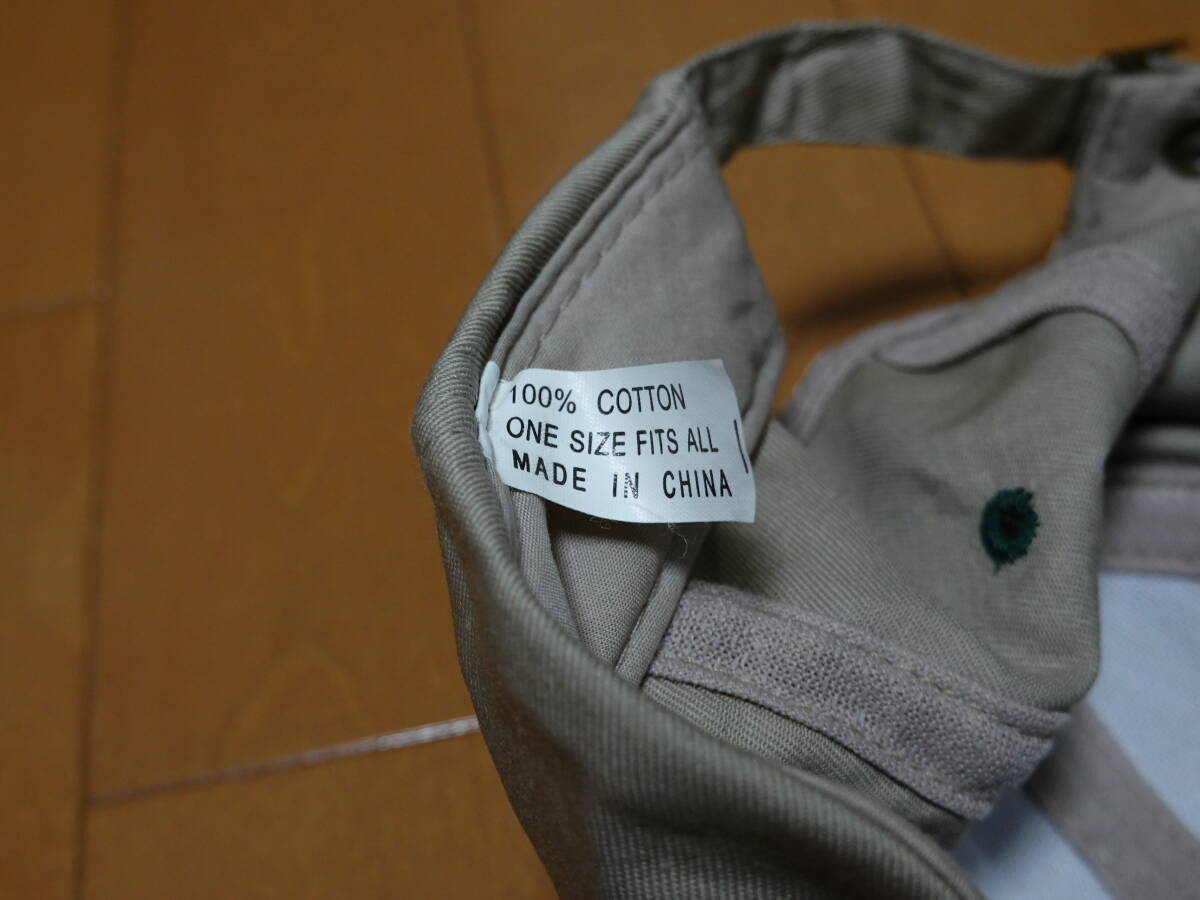 100% COTTON
ONE SIZE FITS ALL
MADE IN CHINA